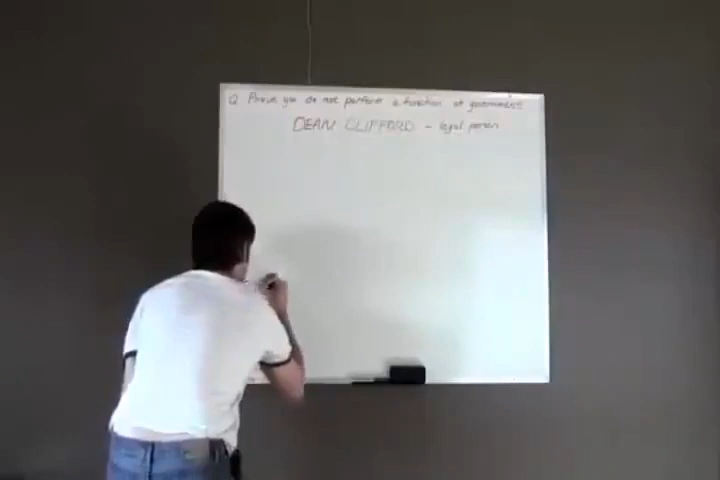 Q Prove you do not perform a function of government
DEAN CLIFFORD - legal person